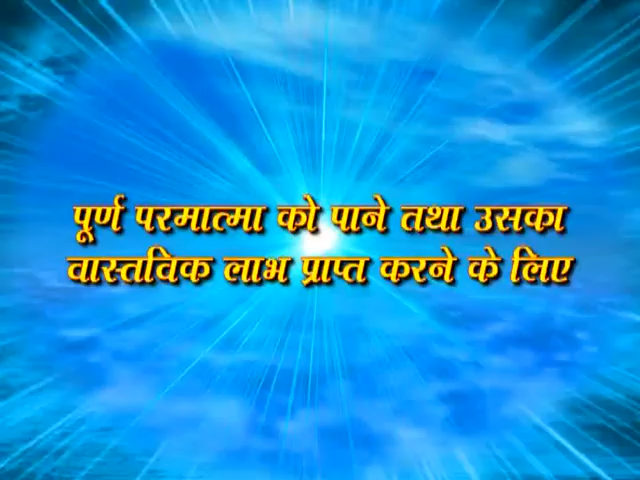 पूर्ण परमात्मा को पाने तथा उसका
वास्तविक लाभ प्राप्त करने के लिए